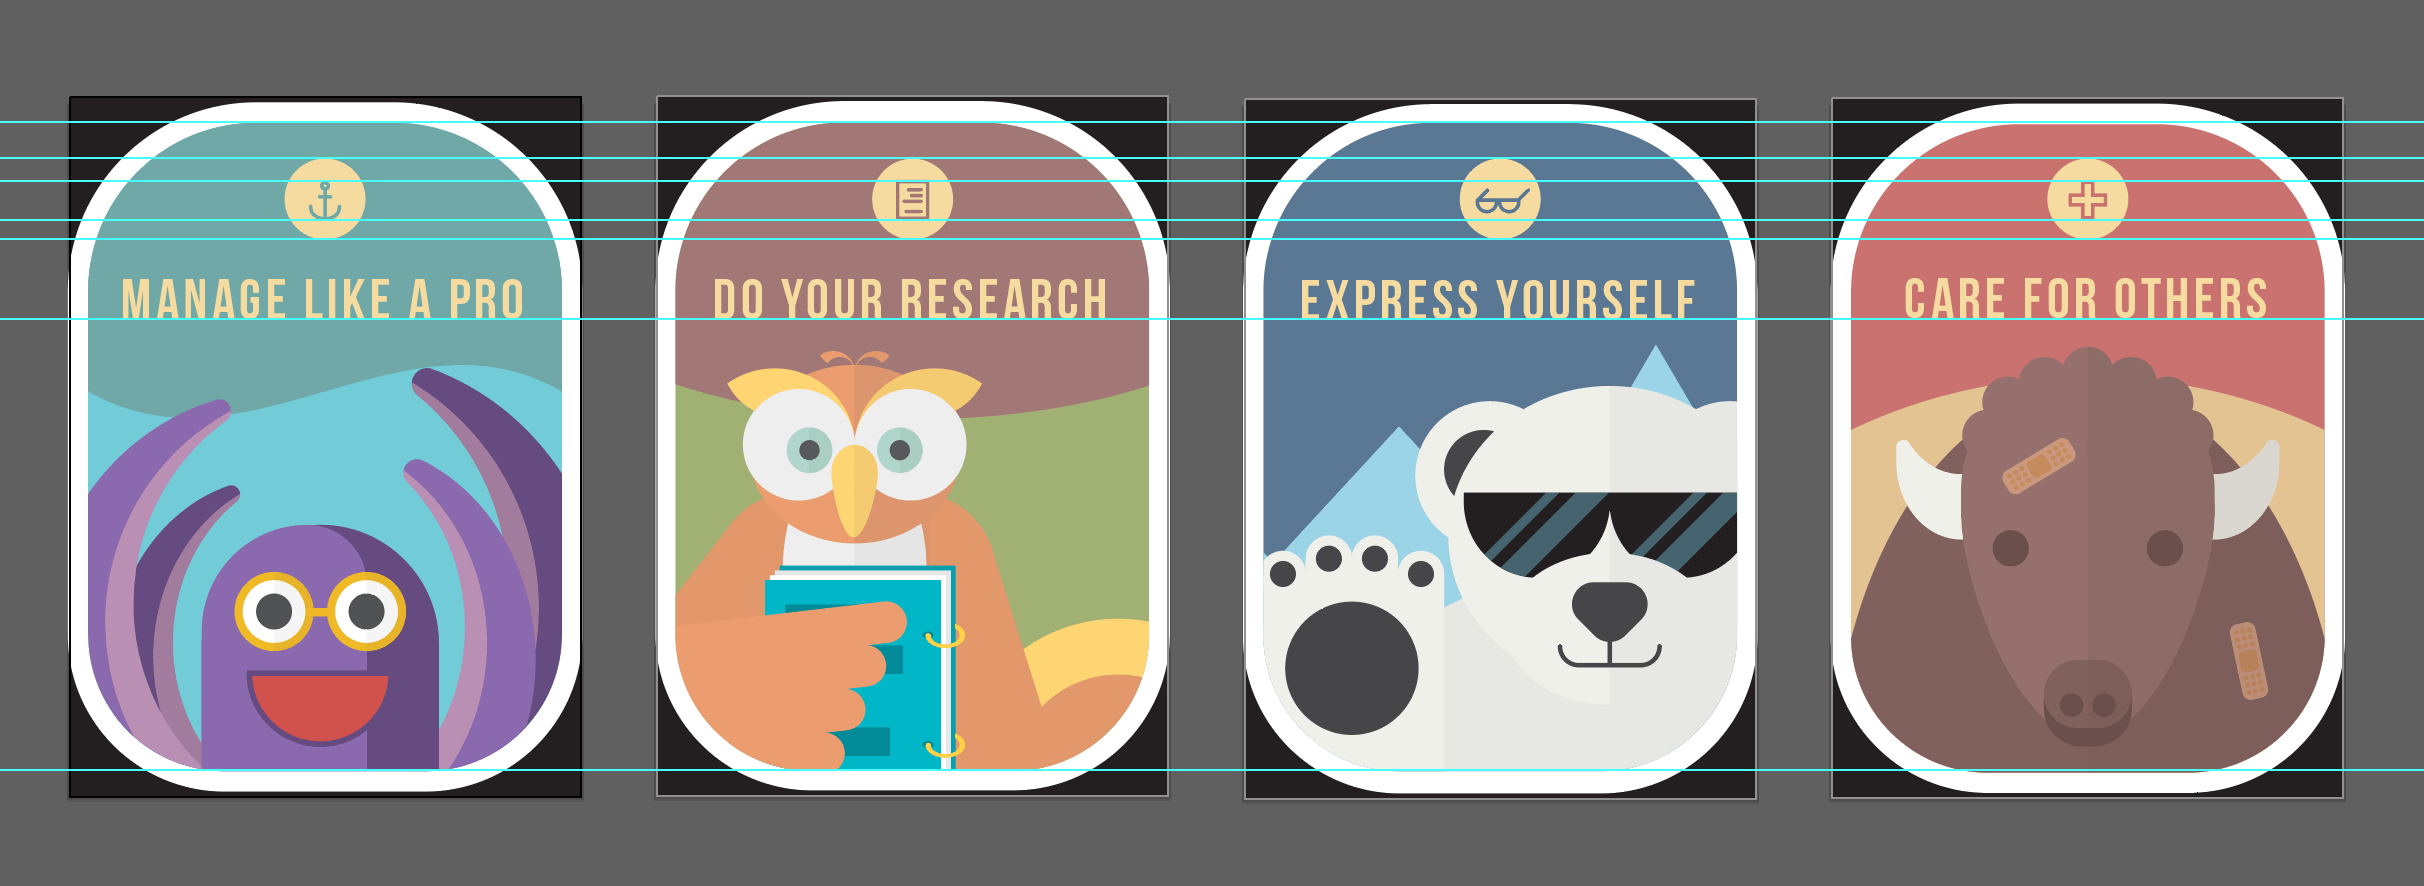 MANAGE LIKE A PRO
DO YOUR RESEARCH
EXPRESS YOURSELF
CARE FOR OTHERS